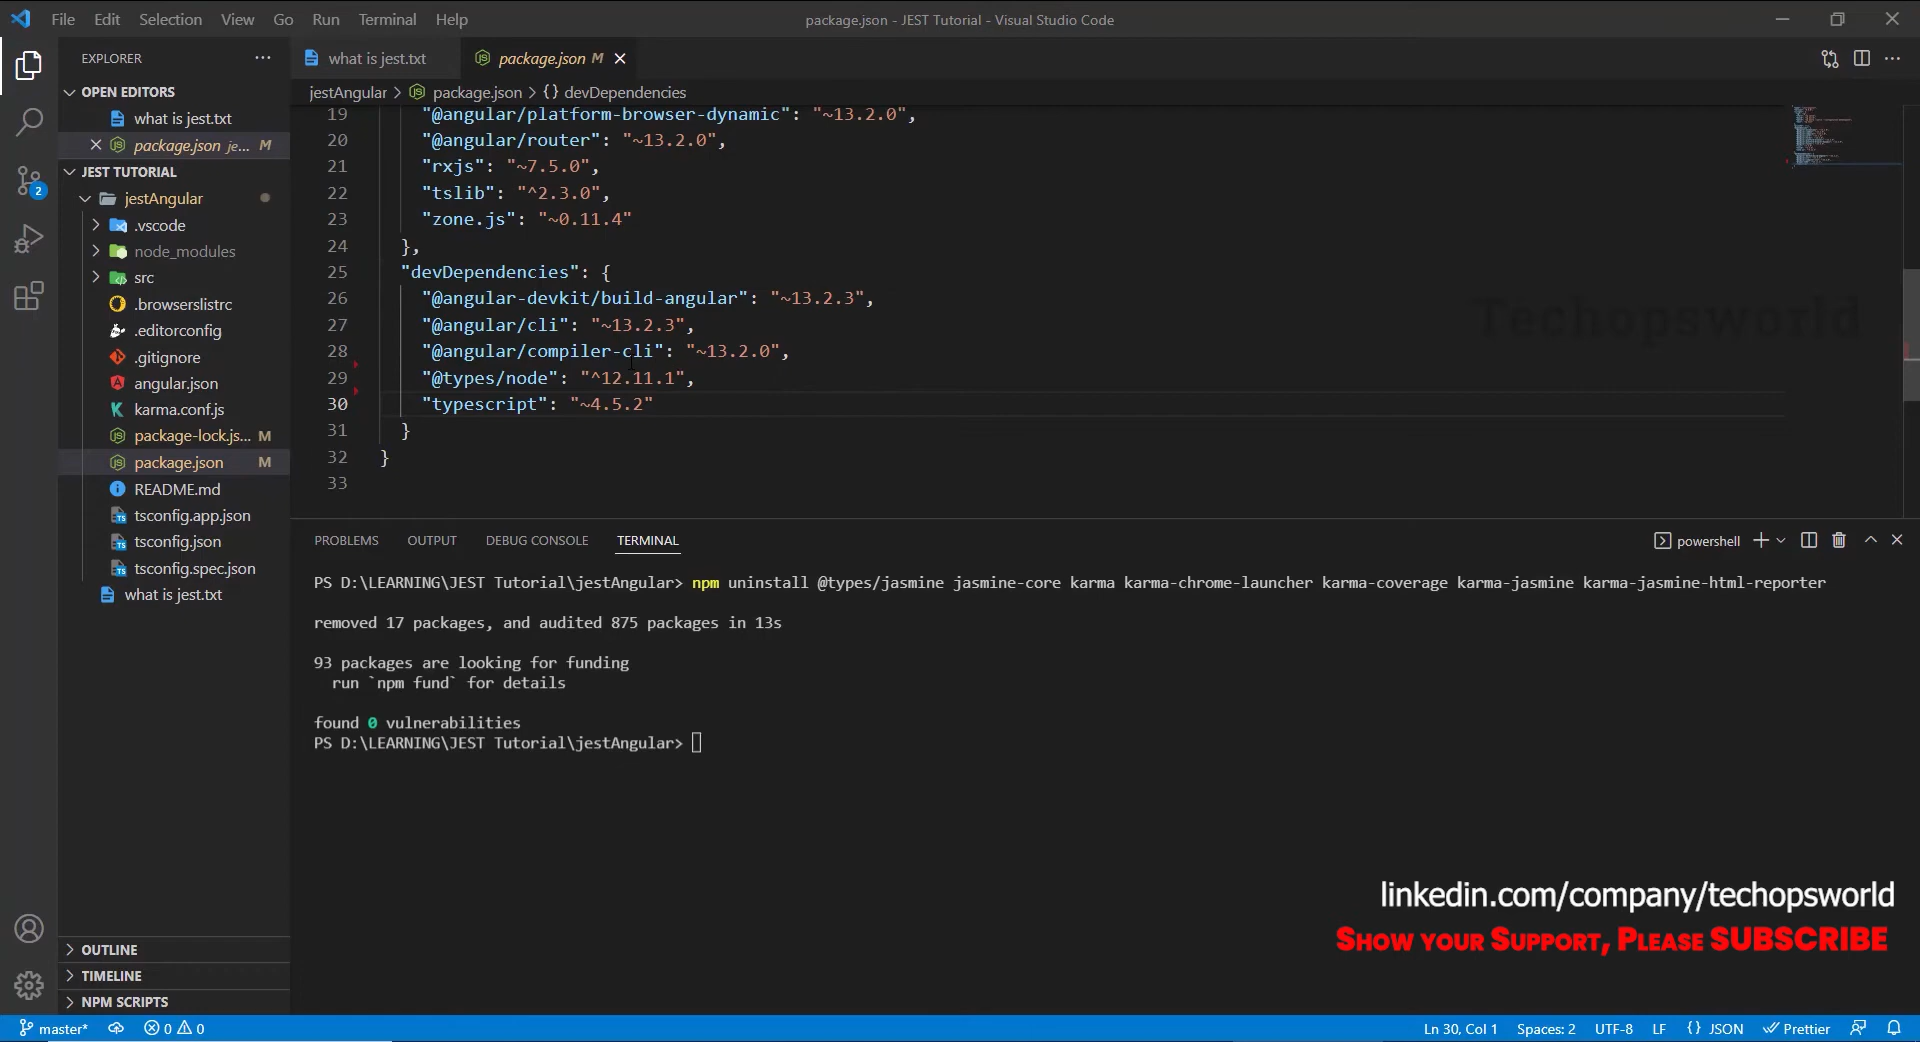 File Edit Selection View Go Run Terminal Help
package.json - JEST Tutorial - Visual Studio Code
EXPLORER
what is jest.txt
package.json M
OPEN EDITORS
jestAngular > package.json > {} devDependencies
what is jest.txt
package.json je... M
JEST TUTORIAL
jestAngular
.vscode
node_modules
src
.browserslistrc
.editorconfig
.gitignore
angular.json
karma.conf.js
package-lock.js... M
package.json M
README.md
tsconfig.app.json
tsconfig.json
tsconfig.spec.json
what is jest.txt
OUTLINE
TIMELINE
NPM SCRIPTS
2
19 "@angular/platform-browser-dynamic": "~13.2.0",
20 "@angular/router": "~13.2.0",
21 "rxjs": "~7.5.0",
22 "tslib": "^2.3.0",
23 "zone.js": "~0.11.4"
24 },
25 "devDependencies": {
26 "@angular-devkit/build-angular": "~13.2.3",
27 "@angular/cli": "~13.2.3",
28 "@angular/compiler-cli": "~13.2.0",
29 "@types/node": "^12.11.1",
30 "typescript": "~4.5.2"
31 }
32 }
33
Techopsworld
PROBLEMS OUTPUT DEBUG CONSOLE TERMINAL
powershell
PS D:\LEARNING\JEST Tutorial\jestAngular> npm uninstall @types/jasmine jasmine-core karma karma-chrome-launcher karma-coverage karma-jasmine karma-jasmine-html-reporter
removed 17 packages, and audited 875 packages in 13s
93 packages are looking for funding
run `npm fund` for details
found 0 vulnerabilities
PS D:\LEARNING\JEST Tutorial\jestAngular>
linkedin.com/company/techopsworld
Show your Support, Please SUBSCRIBE
master* 0 0
Ln 30, Col 1 Spaces: 2 UTF-8 LF {} JSON Prettier